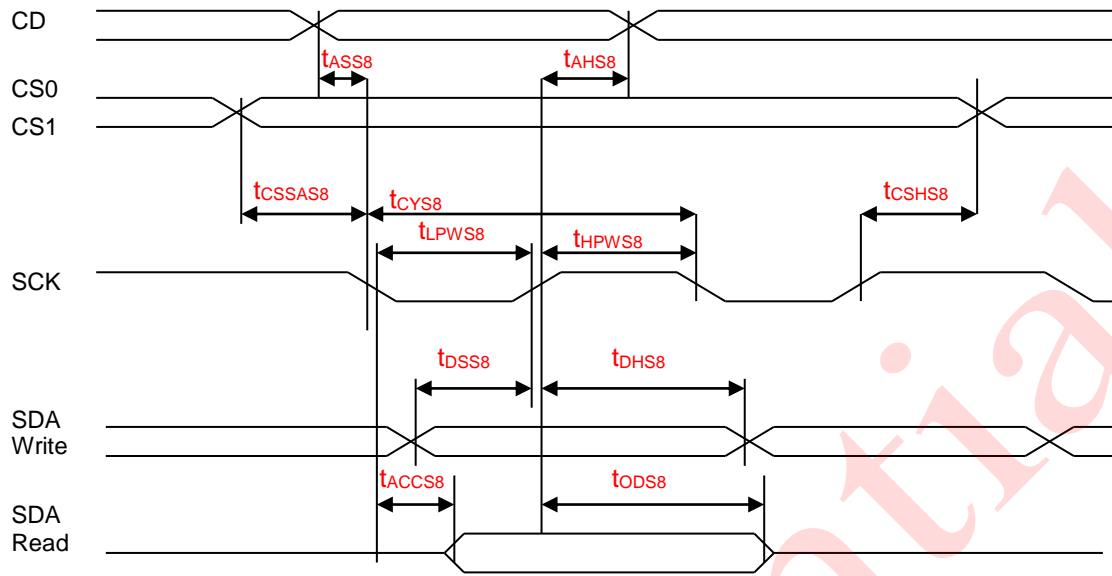 CD
tASS8
tAHS8
CS0
CS1
tCSSAS8
tCYS8
tCSHS8
tLPWS8
tHPWS8
SCK
tDSS8
tDHS8
SDA
Write
tACCS8
tODS8
SDA
Read
ntial